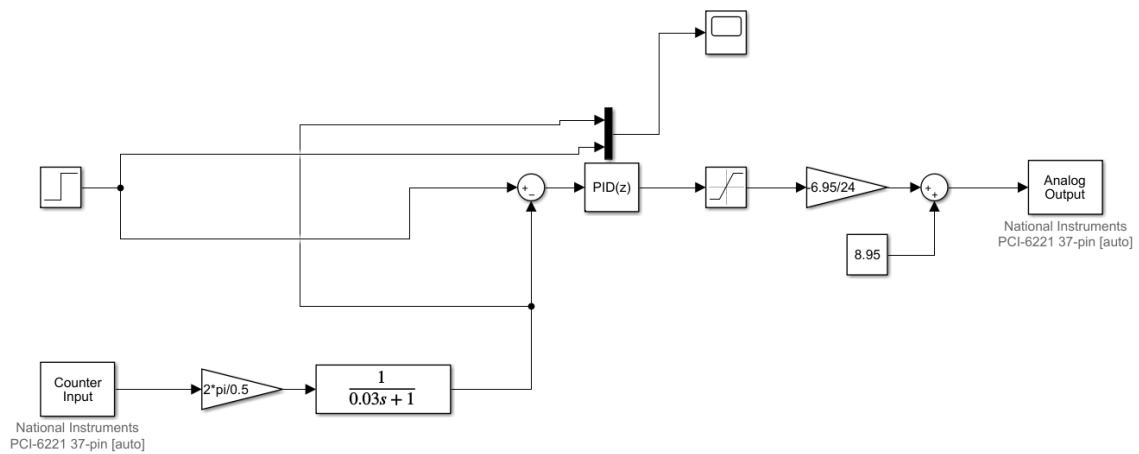 PID(z)
-6.95/24
Analog
Output
National Instruments
PCI-6221 37-pin [auto]
8.95
Counter
Input
National Instruments
PCI-6221 37-pin [auto]
2*pi/0.5
1
0.03s + 1
+
−
+
+